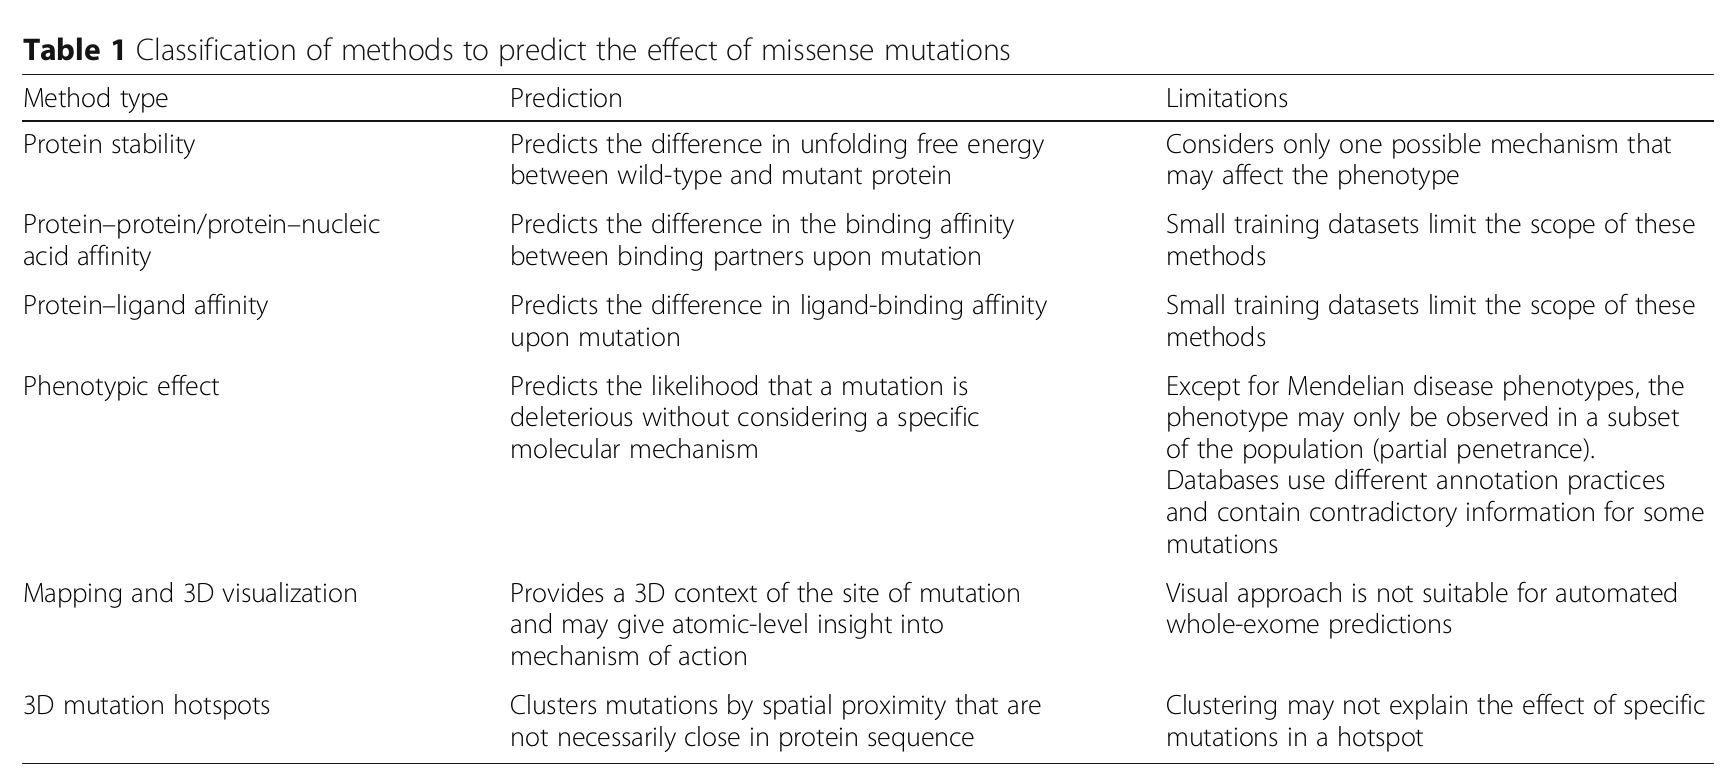 Table 1 Classification of methods to predict the effect of missense mutations
Method type Prediction Limitations
Protein stability Predicts the difference in unfolding free energy Considers only one possible mechanism that
between wild-type and mutant protein may affect the phenotype
Protein–protein/protein–nucleic Predicts the difference in the binding affinity Small training datasets limit the scope of these
acid affinity between binding partners upon mutation methods
Protein–ligand affinity Predicts the difference in ligand-binding affinity Small training datasets limit the scope of these
upon mutation methods
Phenotypic effect Predicts the likelihood that a mutation is Except for Mendelian disease phenotypes, the
deleterious without considering a specific phenotype may only be observed in a subset
molecular mechanism of the population (partial penetrance).
Databases use different annotation practices
and contain contradictory information for some
mutations
Mapping and 3D visualization Provides a 3D context of the site of mutation Visual approach is not suitable for automated
and may give atomic-level insight into whole-exome predictions
mechanism of action
3D mutation hotspots Clusters mutations by spatial proximity that are Clustering may not explain the effect of specific
not necessarily close in protein sequence mutations in a hotspot